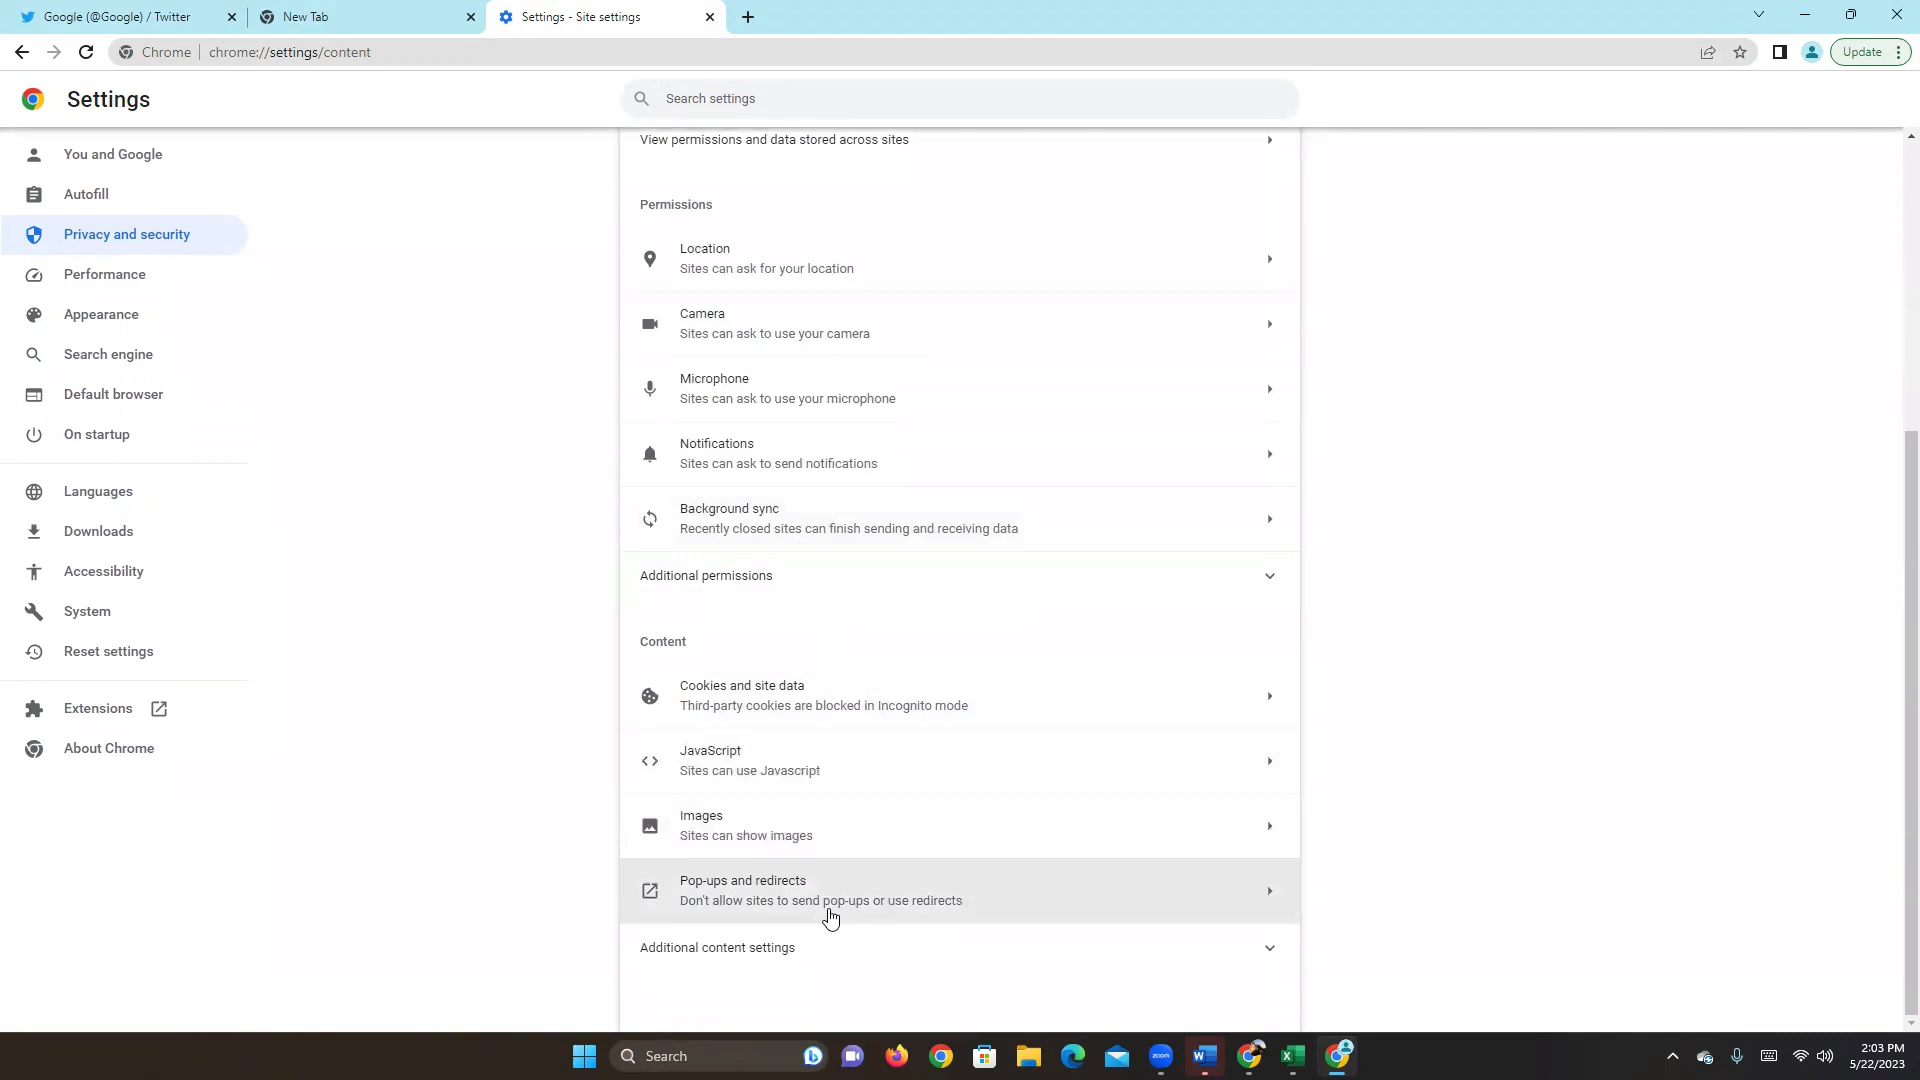 Google (@Google) / Twitter
New Tab
Settings - Site settings
Chrome
chrome://settings/content
Update
Settings
Search settings
You and Google
Autofill
Privacy and security
Performance
Appearance
Search engine
Default browser
On startup
Languages
Downloads
Accessibility
System
Reset settings
Extensions
About Chrome
View permissions and data stored across sites
Permissions
Location
Sites can ask for your location
Camera
Sites can ask to use your camera
Microphone
Sites can ask to use your microphone
Notifications
Sites can ask to send notifications
Background sync
Recently closed sites can finish sending and receiving data
Additional permissions
Content
Cookies and site data
Third-party cookies are blocked in Incognito mode
JavaScript
Sites can use Javascript
Images
Sites can show images
Pop-ups and redirects
Don't allow sites to send pop-ups or use redirects
Additional content settings
Search
zoom
W
X
2:03 PM
5/22/2023